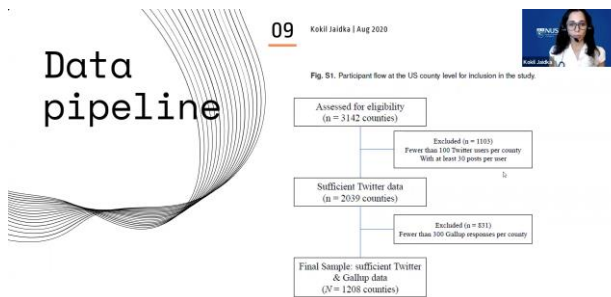 Data
pipeline
09
Kokil Jaidka | Aug 2020
NUS
Kokil Jaidka
Fig. S1. Participant flow at the US county level for inclusion in the study.
Assessed for eligibility
(n = 3142 counties)
Excluded (n = 1103)
Fewer than 100 Twitter users per county
With at least 30 posts per user
Sufficient Twitter data
(n = 2039 counties)
Excluded (n = 831)
Fewer than 300 Gallup responses per county
Final Sample: sufficient Twitter
& Gallup data
(N = 1208 counties)